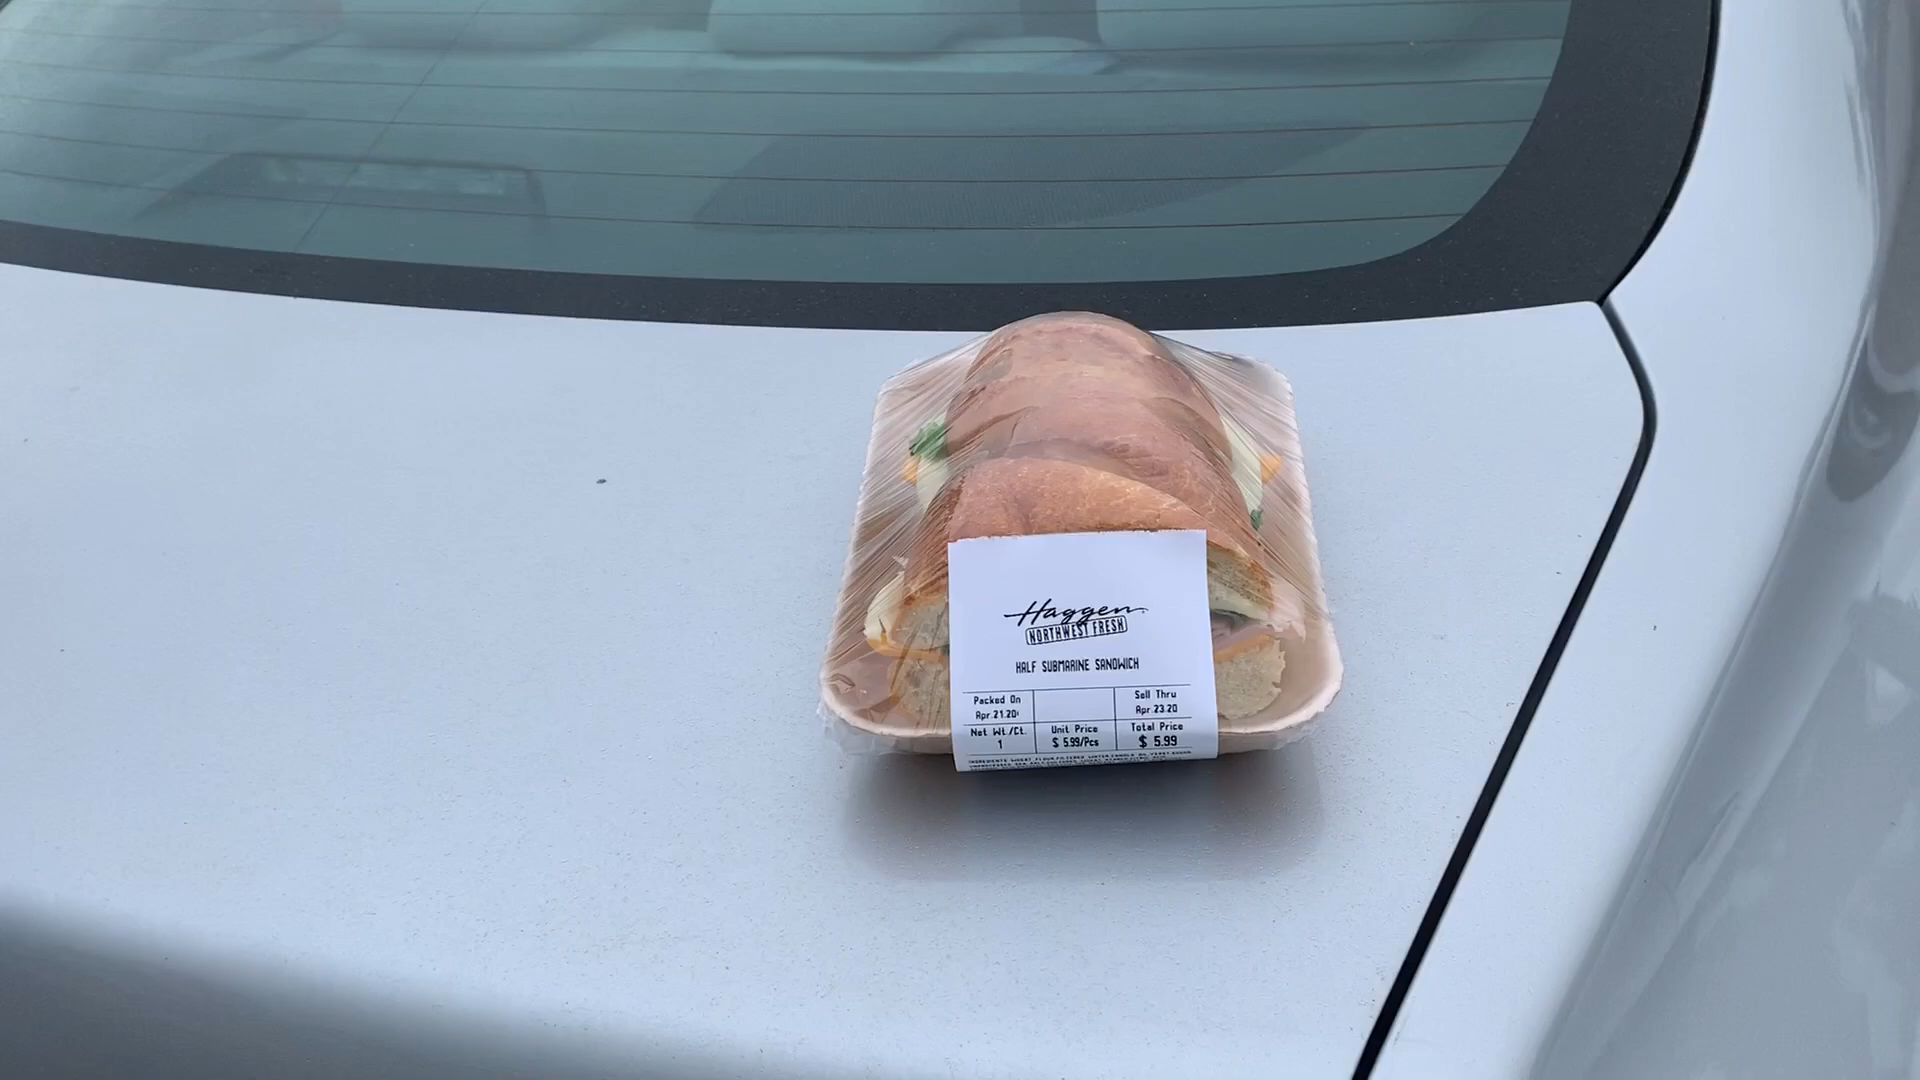 Haggen
NORTHWEST FRESH
HALF SUBMARINE SANDWICH
Packed On
Sell Thru
Apr.21.20
Apr.23.20
Net Wt./Ct.
Unit Price
Total Price
1
$ 5.99/Pcs
$ 5.99